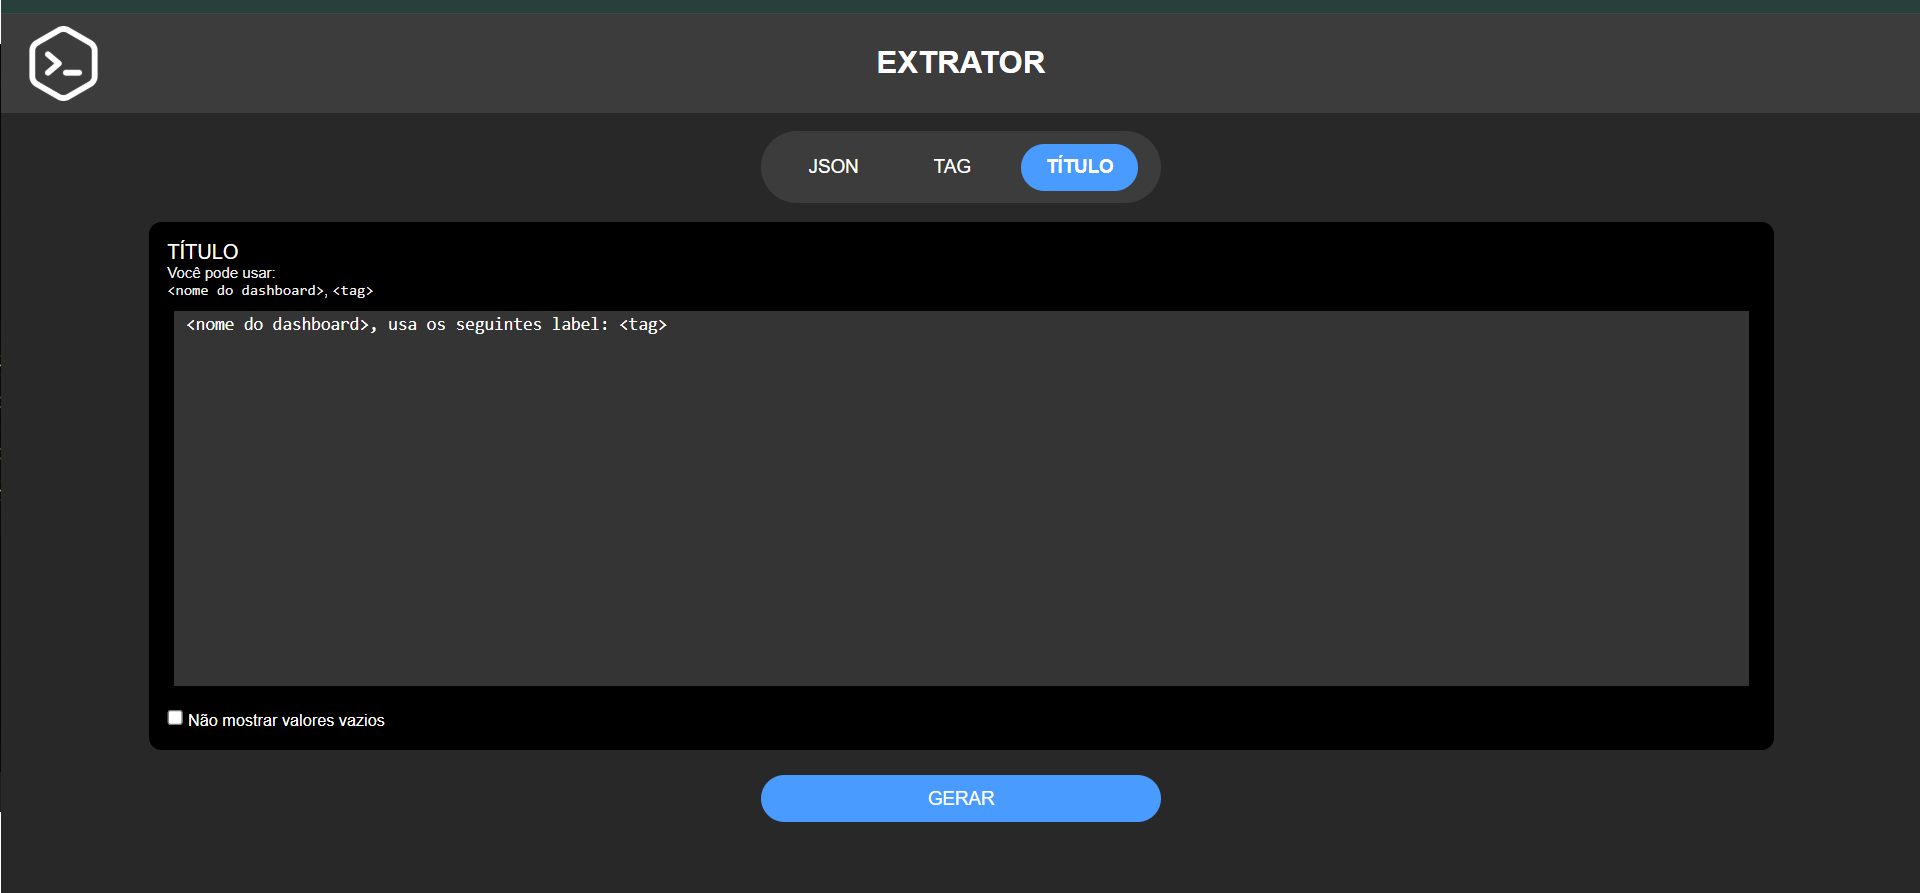 EXTRATOR
JSON TAG TÍTULO
TÍTULO
Você pode usar:
<nome do dashboard>, <tag>
<nome do dashboard>, usa os seguintes label: <tag>
Não mostrar valores vazios
GERAR